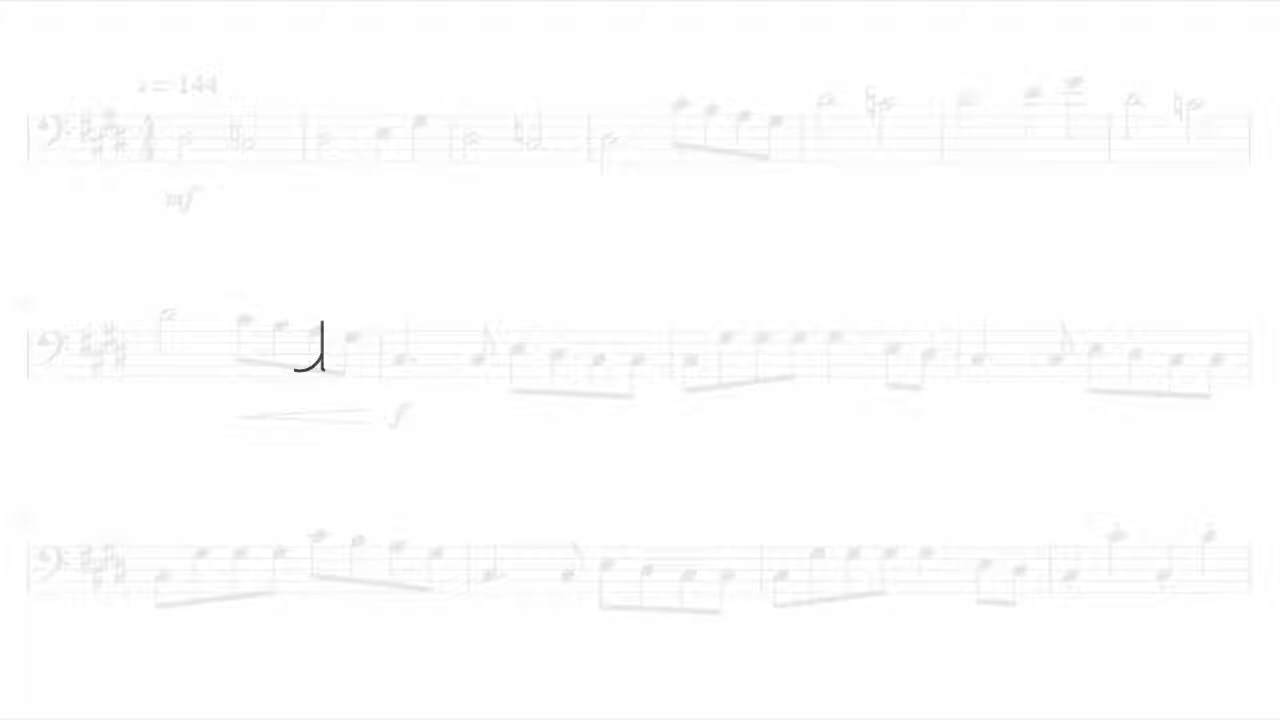 ♩ = 144
mf
f